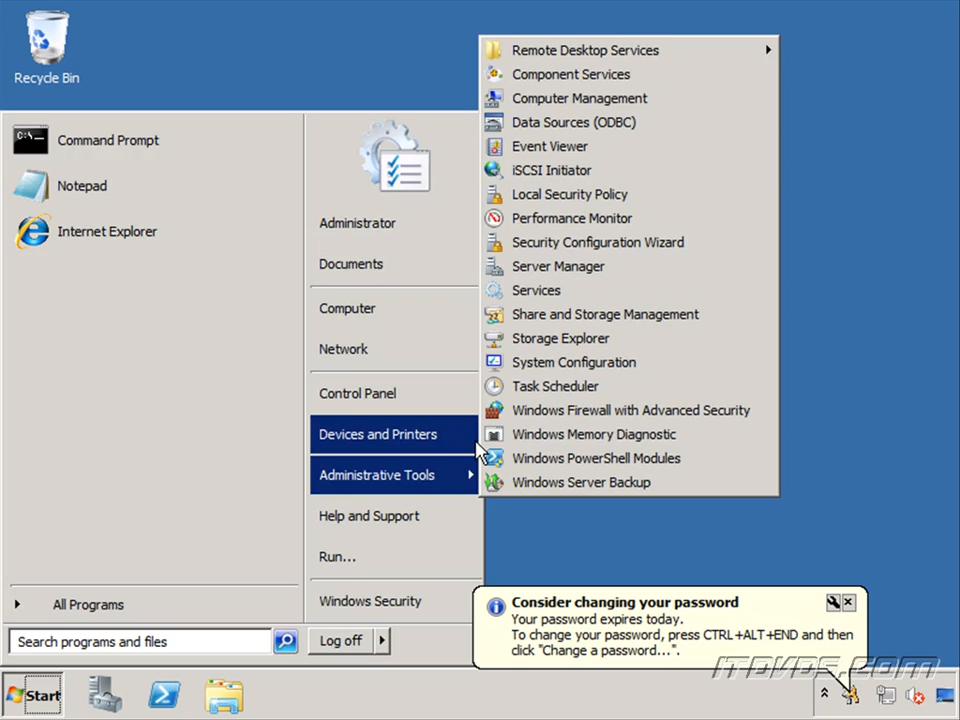 Recycle Bin
Command Prompt
Notepad
Internet Explorer
All Programs
Search programs and files
Administrator
Documents
Computer
Network
Control Panel
Devices and Printers
Administrative Tools
Help and Support
Run...
Windows Security
Log off
Remote Desktop Services
Component Services
Computer Management
Data Sources (ODBC)
Event Viewer
iSCSI Initiator
Local Security Policy
Performance Monitor
Security Configuration Wizard
Server Manager
Services
Share and Storage Management
Storage Explorer
System Configuration
Task Scheduler
Windows Firewall with Advanced Security
Windows Memory Diagnostic
Windows PowerShell Modules
Windows Server Backup
Consider changing your password
Your password expires today.
To change your password, press CTRL+ALT+END and then
click "Change a password...".
ITDVDS.COM
Start